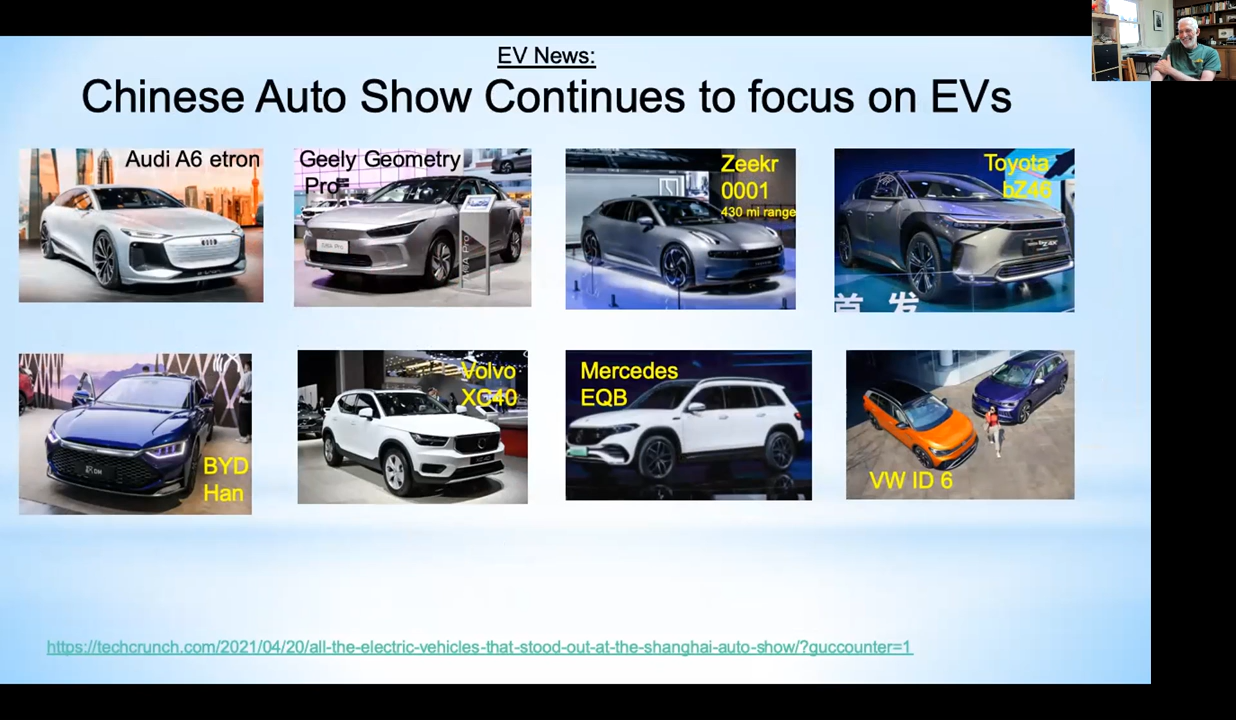 EV News:
Chinese Auto Show Continues to focus on EVs
Audi A6 etron
Geely Geometry
Pro=
Zeekr
0001
430 mi range
Toyota
bZ46
首 发
BYD
Han
Volvo
XC40
Mercedes
EQB
VW ID 6
https://techcrunch.com/2021/04/20/all-the-electric-vehicles-that-stood-out-at-the-shanghai-auto-show/?guccounter=1